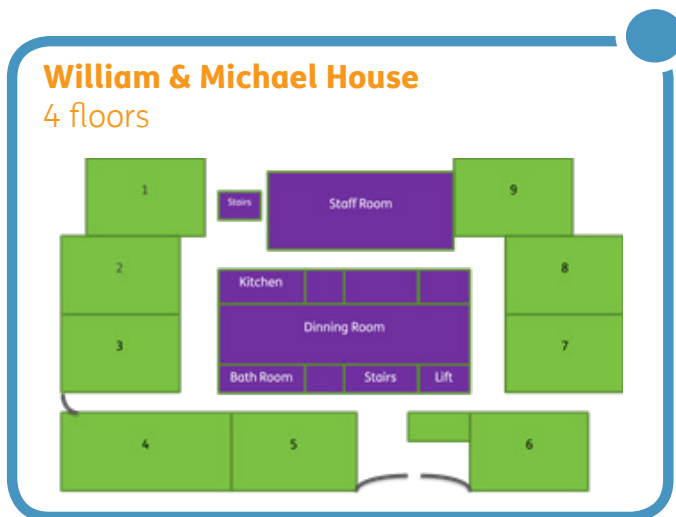 William & Michael House
4 floors
1
Stairs
Staff Room
9
2
8
Kitchen
3
Dinning Room
7
Bath Room
Stairs
Lift
4
5
6